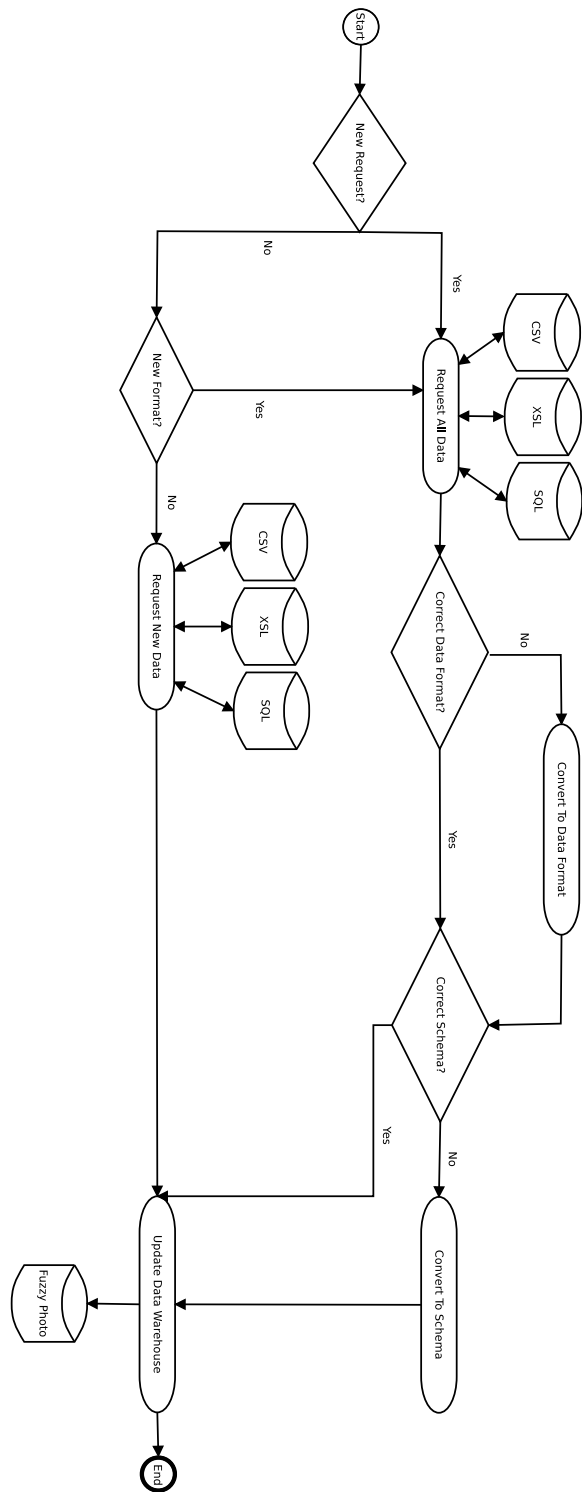 Start
New Request?
No
Yes
CSV
XSL
SQL
Request All Data
New Format?
Yes
No
CSV
XSL
SQL
Request New Data
Correct Data Format?
No
Convert To Data Format
Yes
Correct Schema?
Yes
No
Convert To Schema
Update Data Warehouse
Fuzzy Photo
End